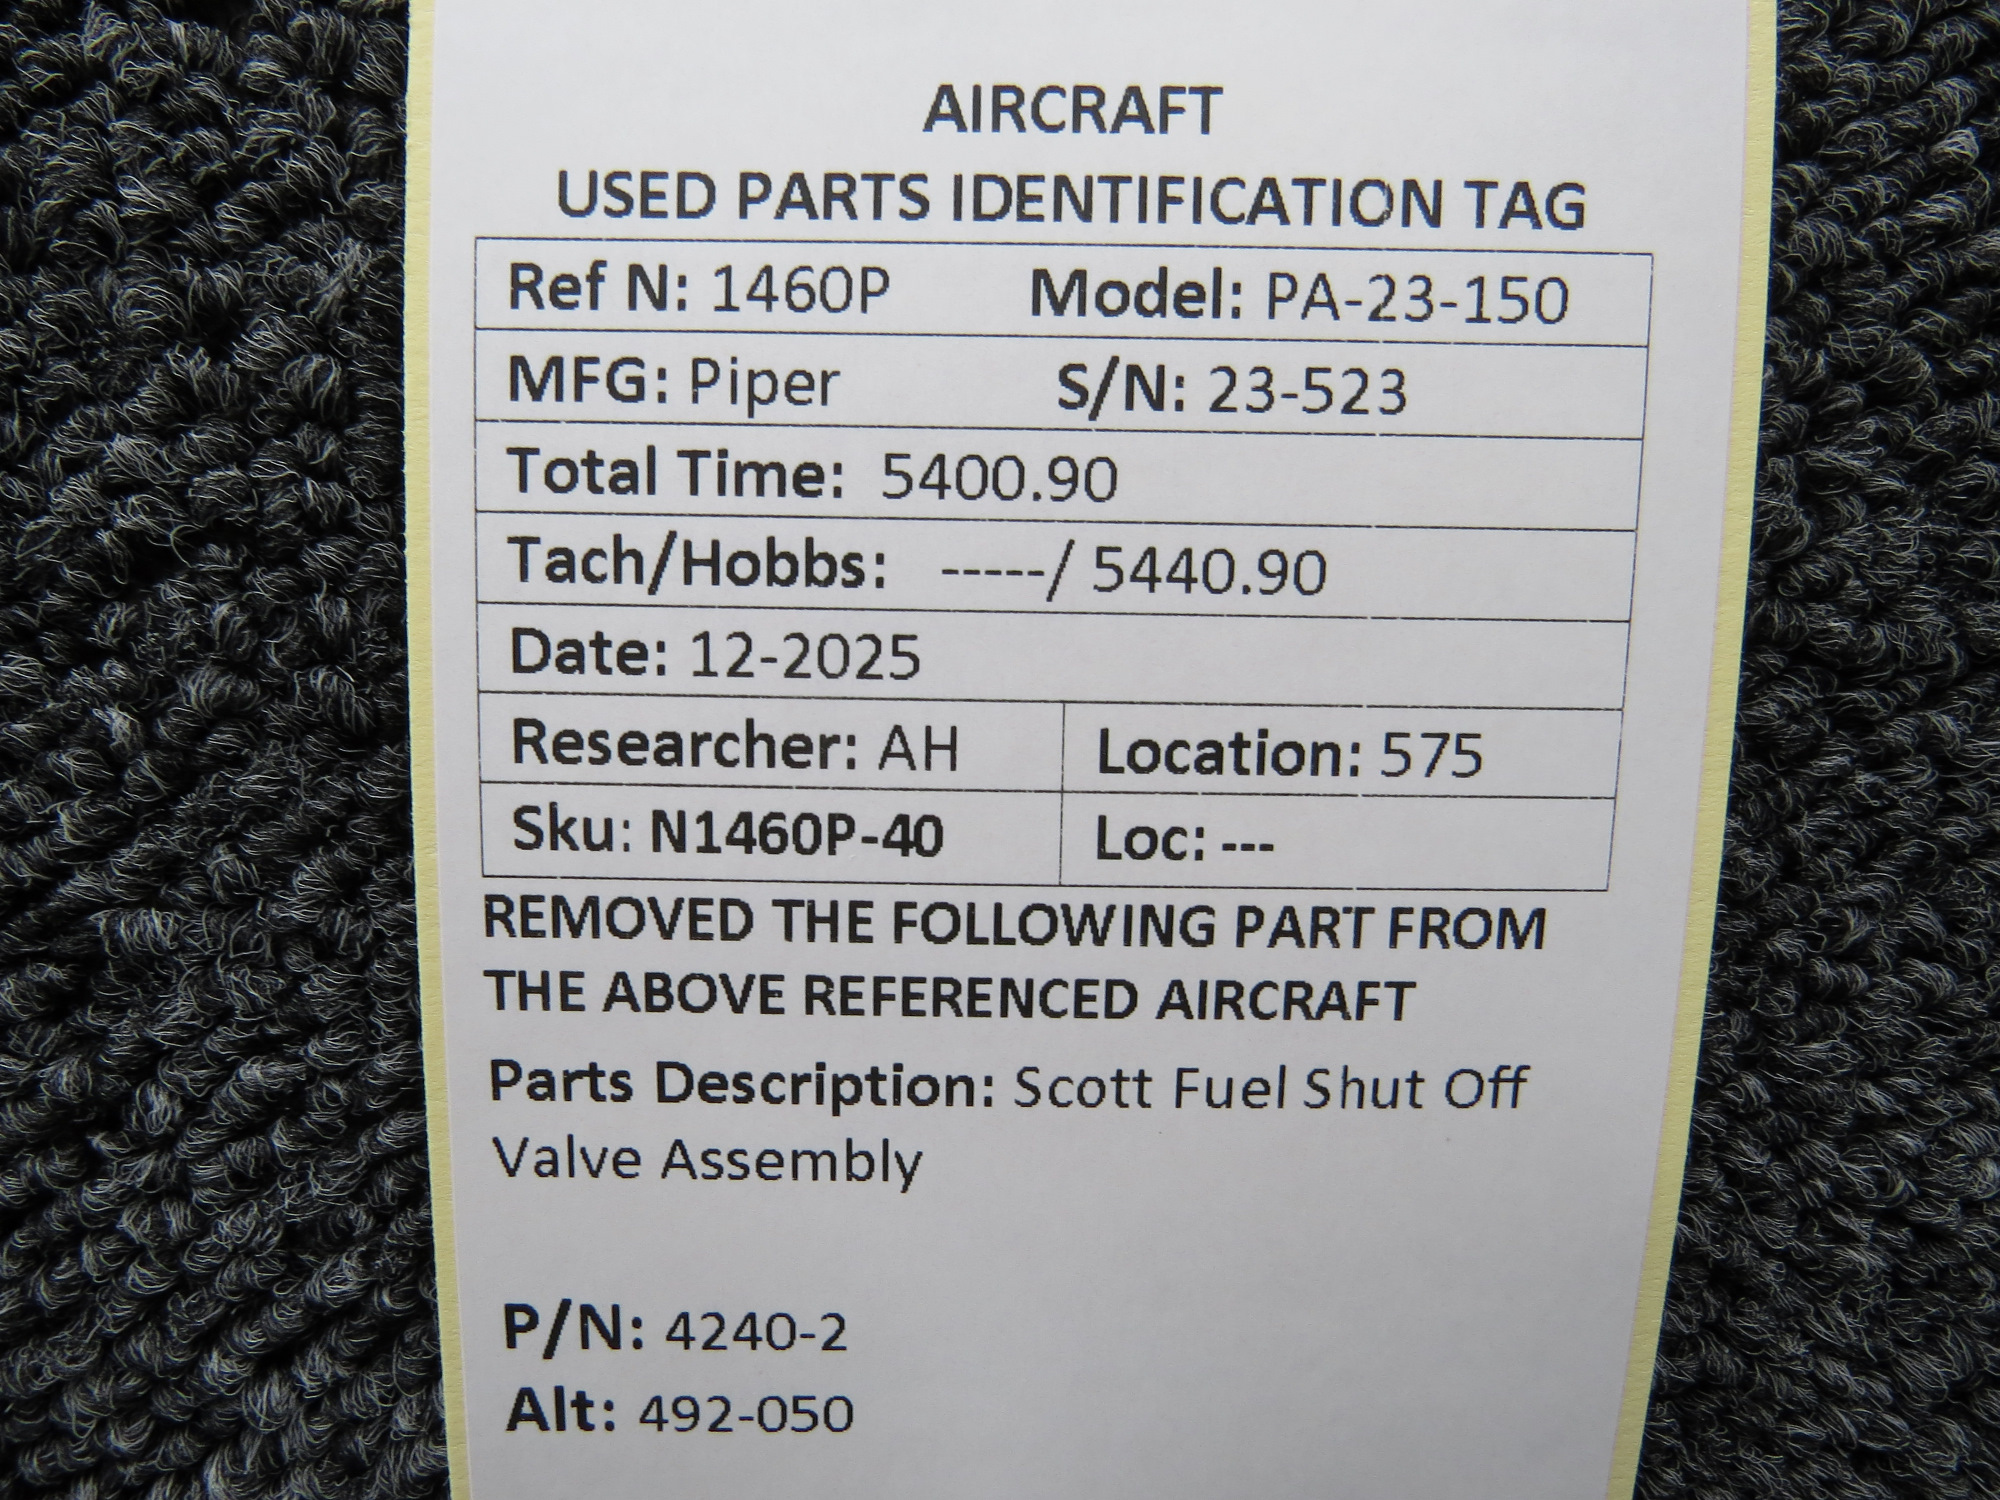 AIRCRAFT
USED PARTS IDENTIFICATION TAG
Ref N: 1460P Model: PA-23-150
MFG: Piper S/N: 23-523
Total Time: 5400.90
Tach/Hobbs: -----/ 5440.90
Date: 12-2025
Researcher: AH Location: 575
Sku: N1460P-40 Loc: ---
REMOVED THE FOLLOWING PART FROM
THE ABOVE REFERENCED AIRCRAFT
Parts Description: Scott Fuel Shut Off
Valve Assembly
P/N: 4240-2
Alt: 492-050